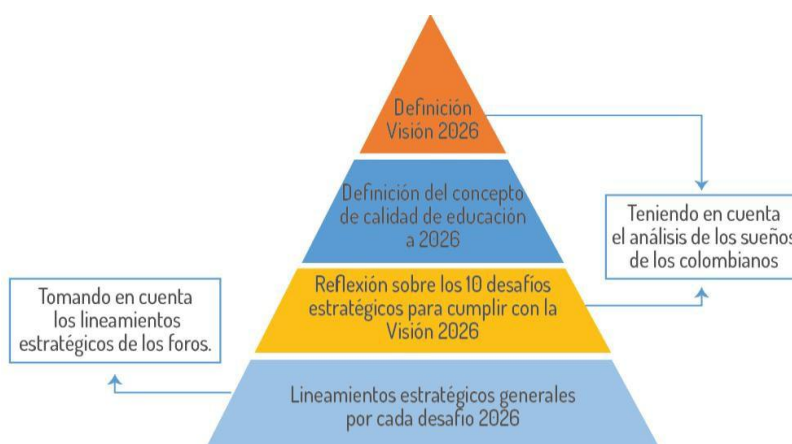 Definición
Visión 2026
Definición del concepto
de calidad de educación
a 2026
Teniendo en cuenta
el análisis de los sueños
de los colombianos
Reflexión sobre los 10 desafíos
estratégicos para cumplir con la
Visión 2026
Tomando en cuenta
los lineamientos
estratégicos de los foros.
Lineamientos estratégicos generales
por cada desafío 2026